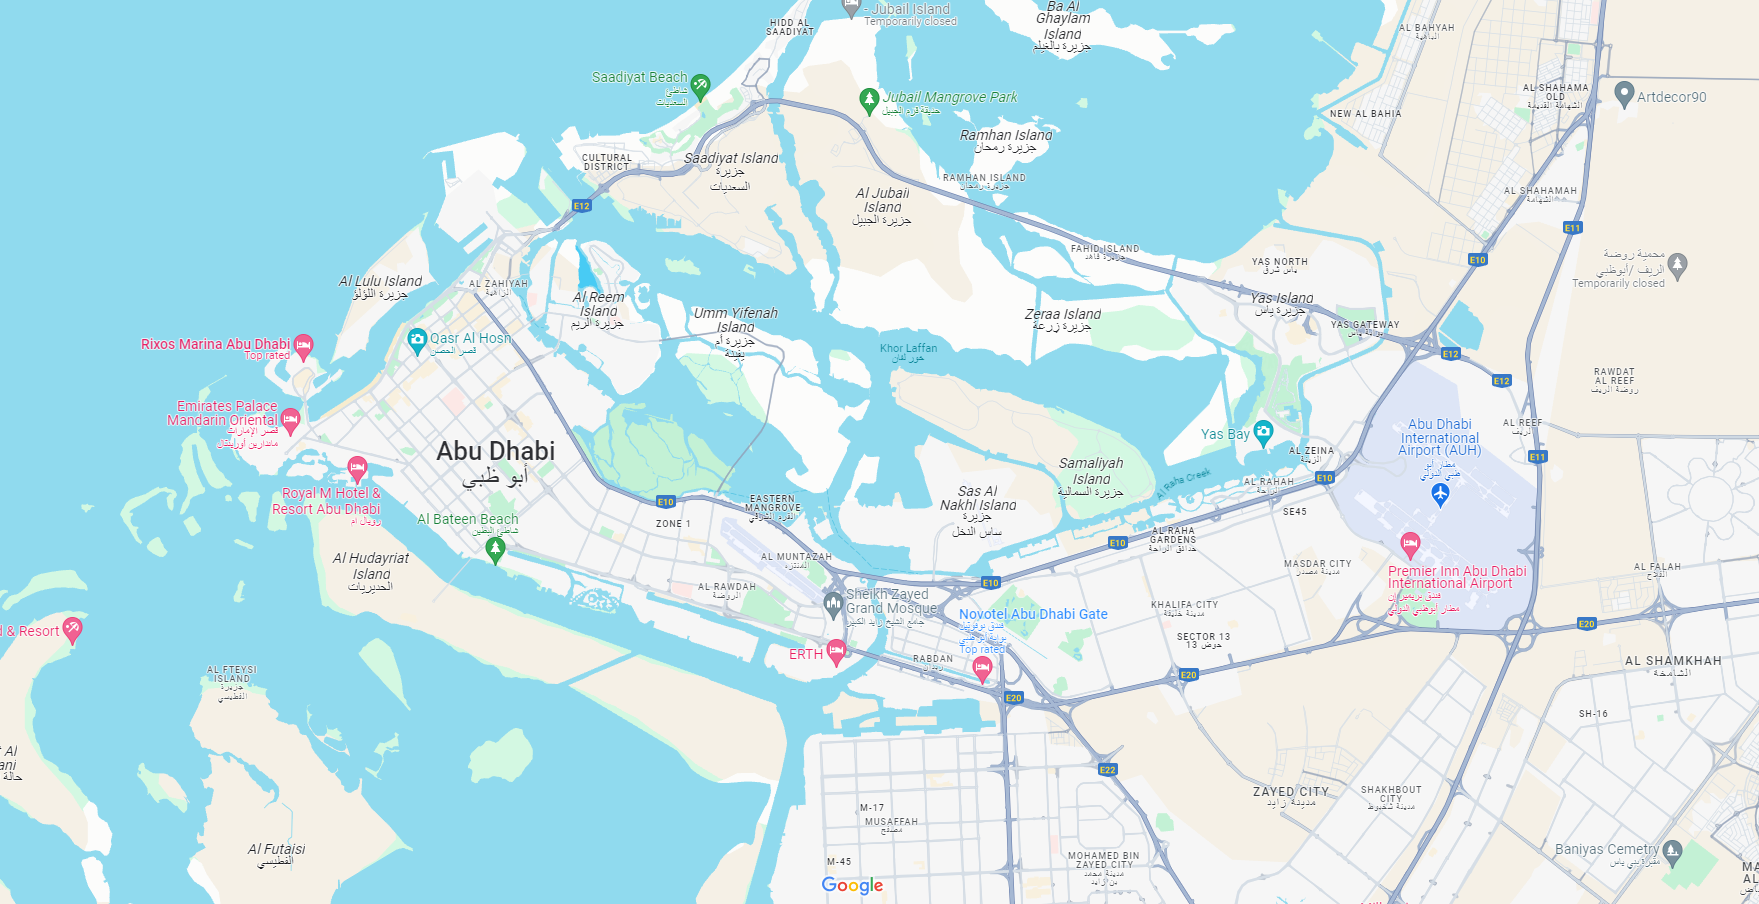 - Jubail Island
Temporarily closed
HIDD AL
SAADIYAT
Ba Al
Ghaylam
Island
جزيرة بالغيلم
AL BAHYAH
الباهية
Saadiyat Beach
شاطئ
السعديات
Jubail Mangrove Park
حديقة قرم الجبيل
AL SHAHAMA
OLD
الشهامة القديمة
Artdecor90
NEW AL BAHIA
Ramhan Island
جزيرة رمحان
CULTURAL
DISTRICT
Saadiyat Island
جزيرة
السعديات
RAMHAN ISLAND
جزيرة رمحان
Al Jubail
Island
جزيرة الجبيل
AL SHAHAMAH
الشهامة
E12
E11
FAHID ISLAND
جزيرة فاهد
YAS NORTH
ياس شرق
E10
محمية روضة
الريف /أبوظبي
Temporarily closed
Al Lulu Island
جزيرة اللؤلؤ
AL ZAHIYAH
الزاهية
Al Reem
Island
جزيرة الريم
Umm Yifenah
Island
جزيرة أم
يفينة
Zeraa Island
جزيرة زرعة
Yas Island
جزيرة ياس
YAS GATEWAY
بوابة ياس
Rixos Marina Abu Dhabi
Top rated
Qasr Al Hosn
قصر الحصن
Khor Laffan
خور لفان
E12
E12
RAWDAT
AL REEF
روضة الريف
Emirates Palace
Mandarin Oriental
قصر الإمارات
ماندارين أورينتال
Abu Dhabi
أبو ظبي
Yas Bay
Abu Dhabi
International
Airport (AUH)
مطار أبو
ظبي الدولي
AL REEF
الريف
AL ZEINA
الزينة
E11
Royal M Hotel &
Resort Abu Dhabi
رويال ام
Samaliyah
Island
جزيرة السمالية
Al Raha Creek
AL RAHAH
الراحة
E10
E10
Al Bateen Beach
شاطئ البطين
ZONE 1
EASTERN
MANGROVE
القرم الشرقي
Sas Al
Nakhl Island
جزيرة
ساس النخل
SE45
AL RAHA
GARDENS
حدائق الراحة
E10
Al Hudayriat
Island
الحديريات
AL MUNTAZAH
المنتزه
MASDAR CITY
مدينة مصدر
Premier Inn Abu Dhabi
International Airport
فندق بريمير إن
مطار أبوظبي الدولي
AL FALAH
الفلاح
AL RAWDAH
الروضة
E10
Sheikh Zayed
Grand Mosque
جامع الشيخ زايد الكبير
Novotel Abu Dhabi Gate
فندق نوفوتيل
بوابة أبوظبي
Top rated
KHALIFA CITY
مدينة خليفة
E20
d & Resort
SECTOR 13
حوض 13
ERTH
RABDAN
ربدان
AL SHAMKHAH
الشامخة
AL FTEYSI
ISLAND
جزيرة
الفطيسي
E20
E20
SH-16
Al
ani
حالة
E22
ZAYED CITY
مدينة زايد
SHAKHBOUT
CITY
مدينة شخبوط
M-17
MUSAFFAH
مصفح
Al Futaisi
الفطيسي
M-45
MOHAMED BIN
ZAYED CITY
مدينة محمد
بن زايد
Baniyas Cemetry
مقبرة بني ياس
Google